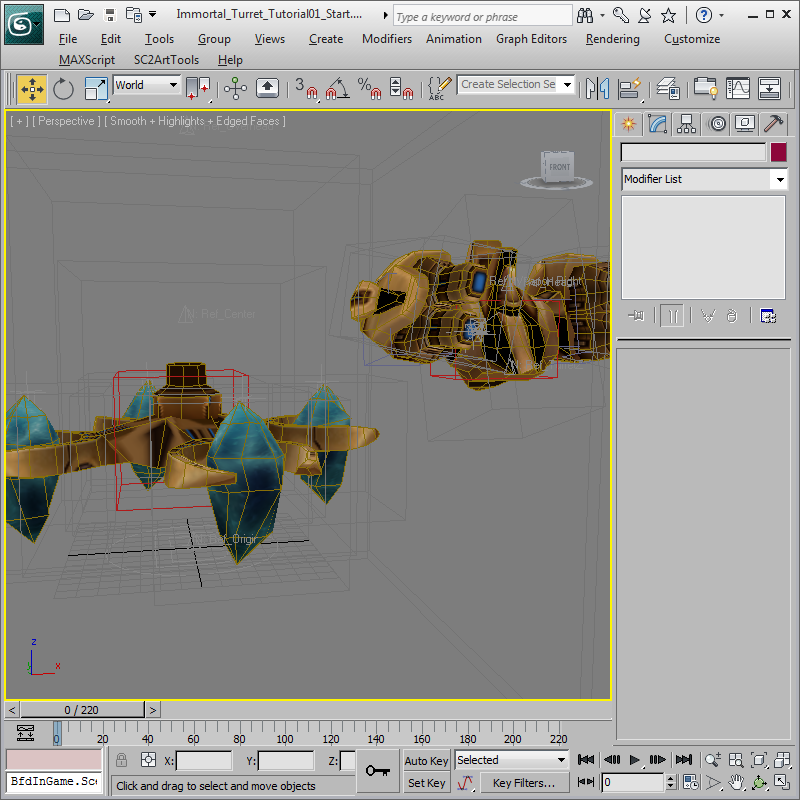 Immortal_Turret_Tutorial01_Start....
Type a keyword or phrase
File Edit Tools Group Views Create Modifiers Animation Graph Editors Rendering Customize
MAXScript SC2ArtTools Help
World
3
%
ABC
Create Selection Se
[ + ] [ Perspective ] [ Smooth + Highlights + Edged Faces ]
FRONT
Modifier List
Ref_Center
z
x
< 0 / 220 >
0 20 40 60 80 100 120 140 160 180 200 220
X: Y: Z:
Auto Key
Selected
BfdInGame.Sc
Click and drag to select and move objects
Set Key
Key Filters...
0